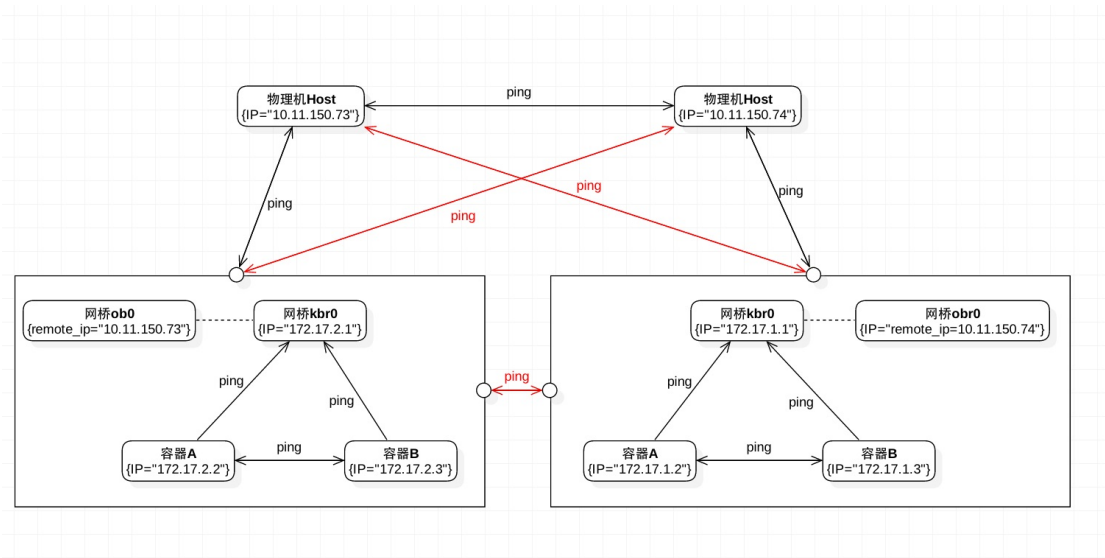 物理机Host
{IP="10.11.150.73"}
ping
物理机Host
{IP="10.11.150.74"}
ping
ping
ping
ping
网桥ob0
{remote_ip="10.11.150.73"}
网桥kbr0
{IP="172.17.2.1"}
网桥kbr0
{IP="172.17.1.1"}
网桥obr0
{IP="remote_ip=10.11.150.74"}
ping
ping
ping
ping
ping
容器A
{IP="172.17.2.2"}
ping
容器B
{IP="172.17.2.3"}
容器A
{IP="172.17.1.2"}
ping
容器B
{IP="172.17.1.3"}